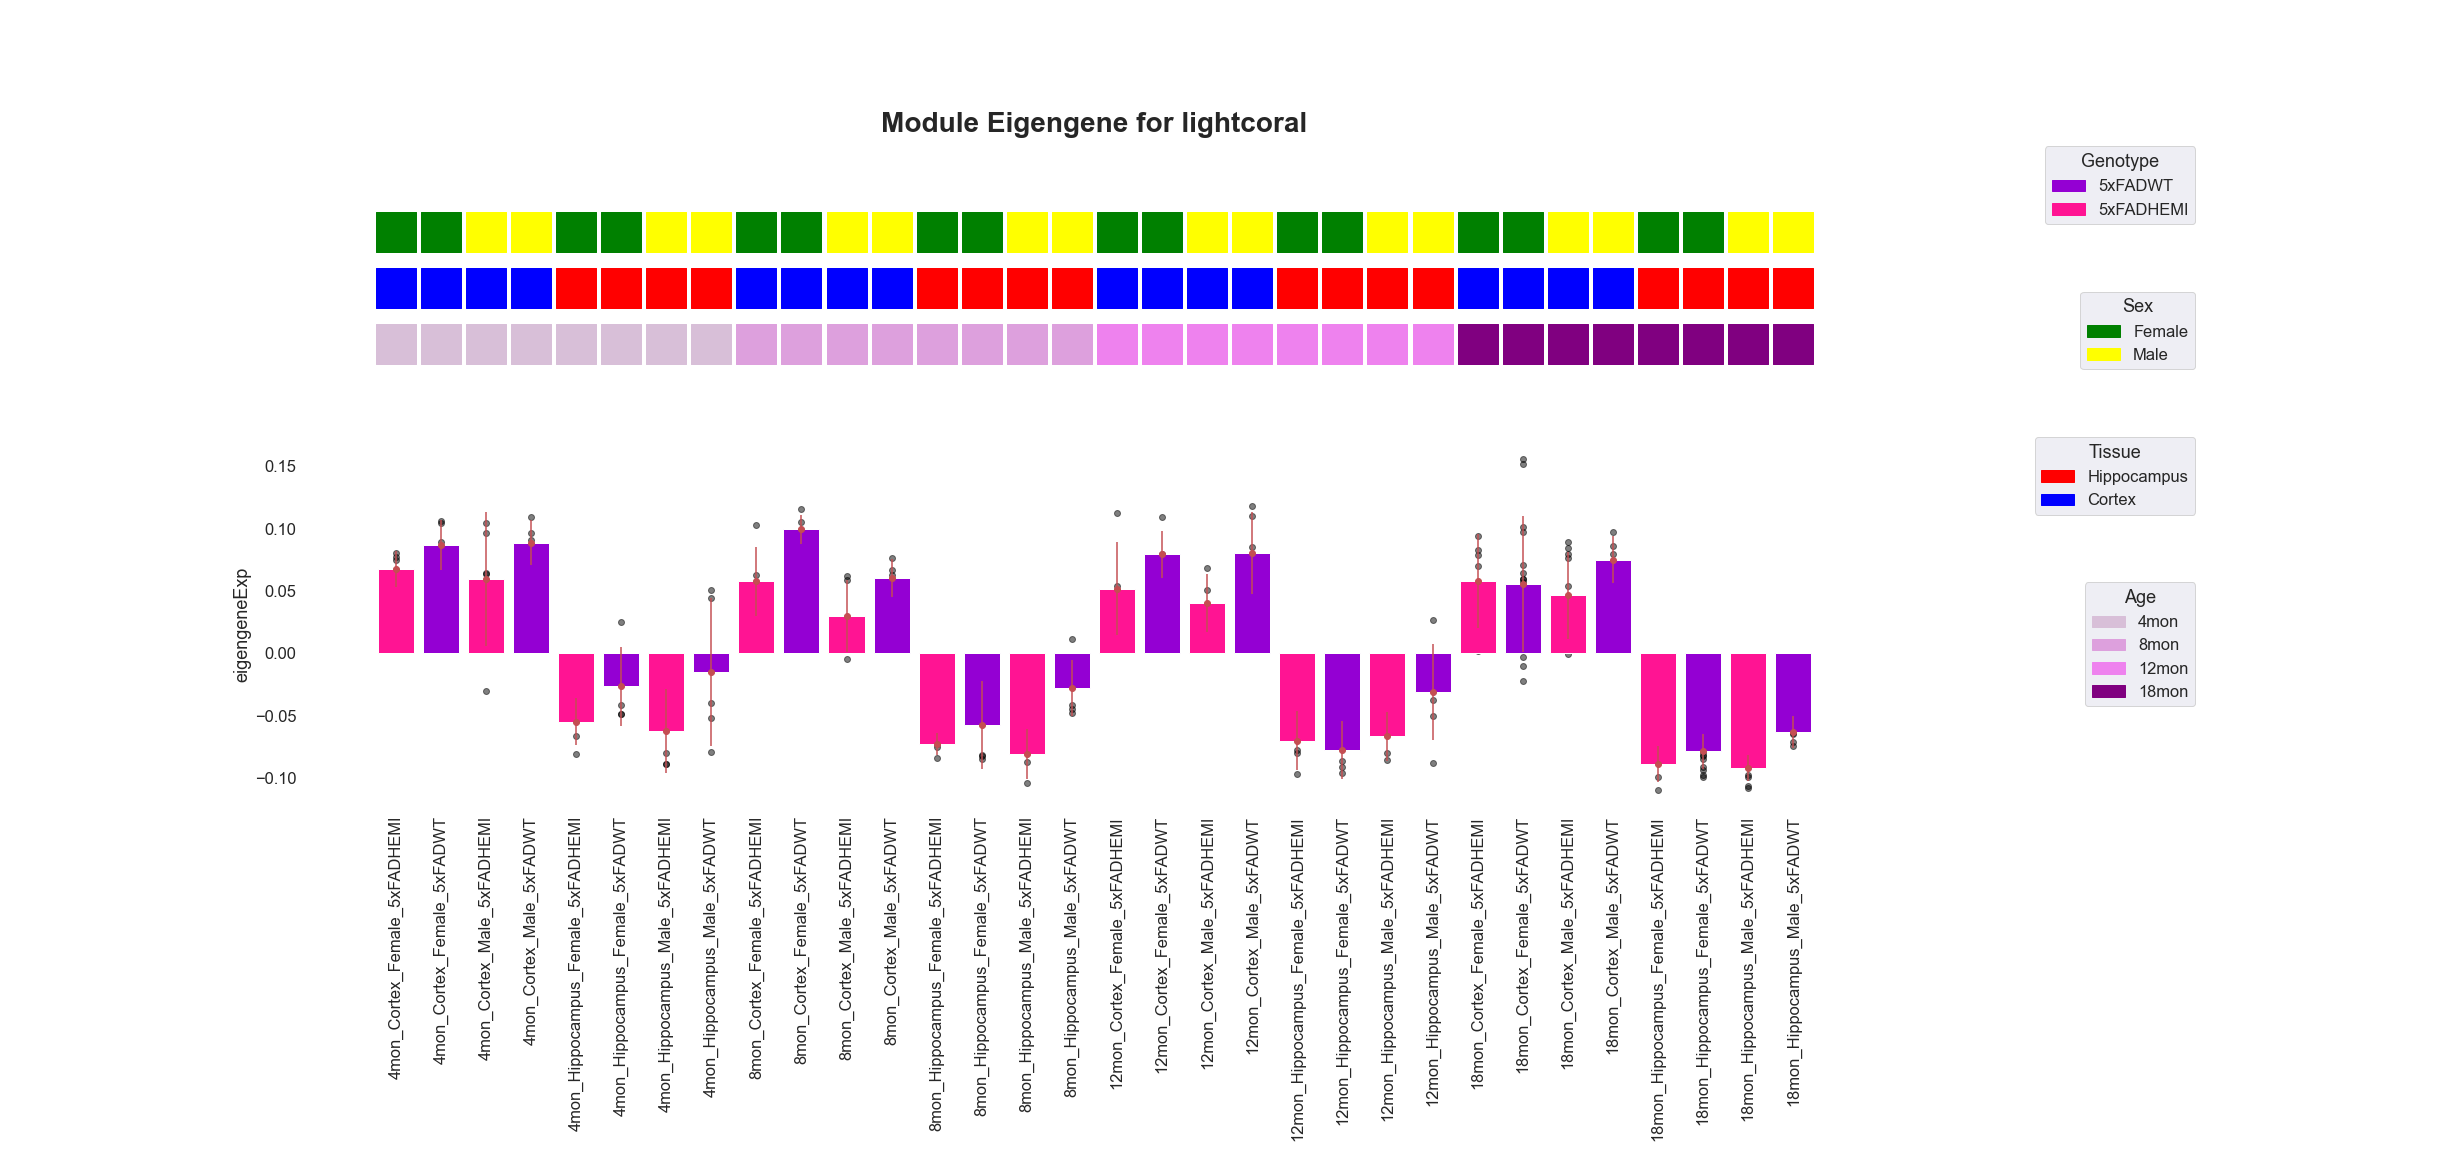 Module Eigengene for lightcoral
Genotype
5xFADWT
5xFADHEMI
Sex
Female
Male
Tissue
Hippocampus
Cortex
Age
4mon
8mon
12mon
18mon
eigengeneExp
0.15
0.10
0.05
0.00
−0.05
−0.10
4mon_Cortex_Female_5xFADHEMI
4mon_Cortex_Female_5xFADWT
4mon_Cortex_Male_5xFADHEMI
4mon_Cortex_Male_5xFADWT
4mon_Hippocampus_Female_5xFADHEMI
4mon_Hippocampus_Female_5xFADWT
4mon_Hippocampus_Male_5xFADHEMI
4mon_Hippocampus_Male_5xFADWT
8mon_Cortex_Female_5xFADHEMI
8mon_Cortex_Female_5xFADWT
8mon_Cortex_Male_5xFADHEMI
8mon_Cortex_Male_5xFADWT
8mon_Hippocampus_Female_5xFADHEMI
8mon_Hippocampus_Female_5xFADWT
8mon_Hippocampus_Male_5xFADHEMI
8mon_Hippocampus_Male_5xFADWT
12mon_Cortex_Female_5xFADHEMI
12mon_Cortex_Female_5xFADWT
12mon_Cortex_Male_5xFADHEMI
12mon_Cortex_Male_5xFADWT
12mon_Hippocampus_Female_5xFADHEMI
12mon_Hippocampus_Female_5xFADWT
12mon_Hippocampus_Male_5xFADHEMI
12mon_Hippocampus_Male_5xFADWT
18mon_Cortex_Female_5xFADHEMI
18mon_Cortex_Female_5xFADWT
18mon_Cortex_Male_5xFADHEMI
18mon_Cortex_Male_5xFADWT
18mon_Hippocampus_Female_5xFADHEMI
18mon_Hippocampus_Female_5xFADWT
18mon_Hippocampus_Male_5xFADHEMI
18mon_Hippocampus_Male_5xFADWT